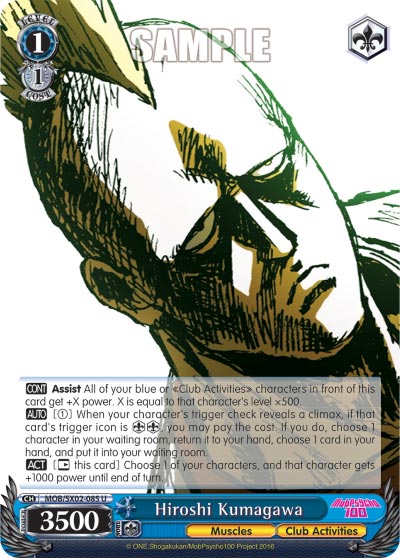 LEVEL
1
1
COST
SAMPLE
CONT Assist All of your blue or «Club Activities» characters in front of this
card get +X power. X is equal to that character's level ×500.
AUTO [①] When your character's trigger check reveals a climax, if that
card's trigger icon is, you may pay the cost. If you do, choose 1
character in your waiting room, return it to your hand, choose 1 card in your
hand, and put it into your waiting room.
ACT [ this card] Choose 1 of your characters, and that character gets
+1000 power until end of turn.
CH MOB/SX02-085 U
POWER 3500
Hiroshi Kumagawa
MobPsycho
100
Muscles Club Activities
© ONE,Shogakukan/MobPsycho100 Project 2016